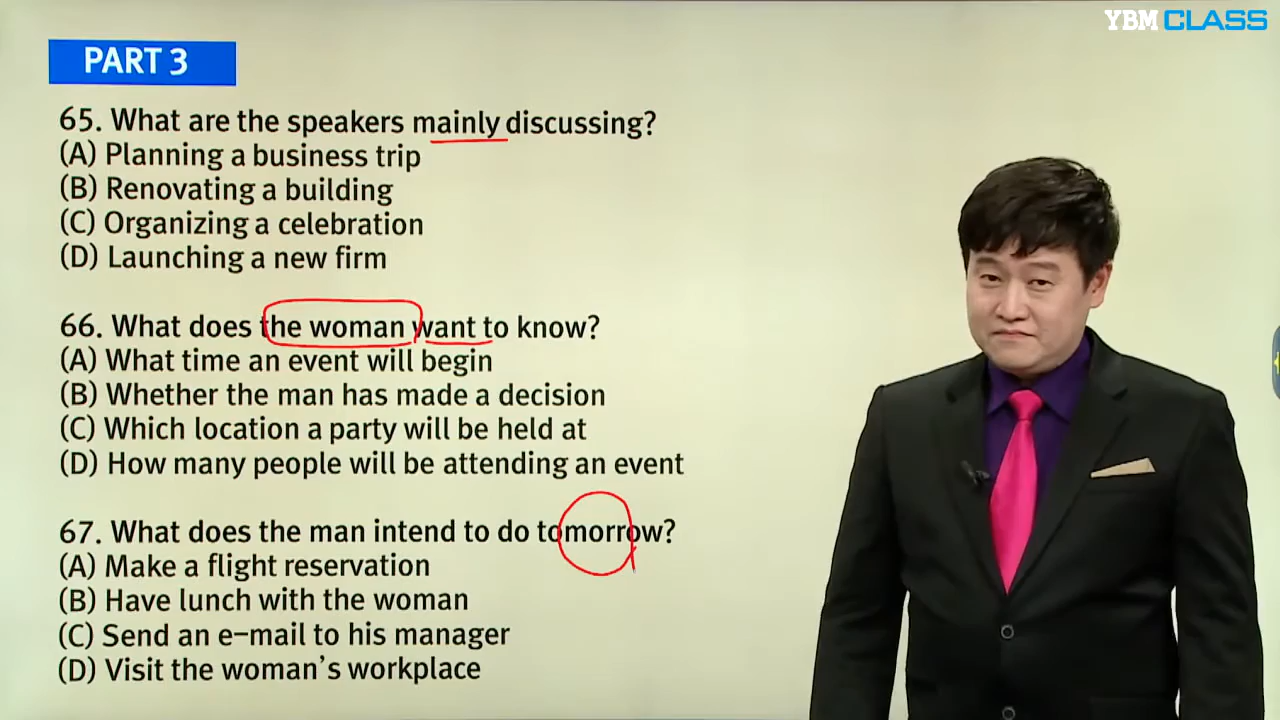 YBM CLASS
PART 3
65. What are the speakers mainly discussing?
(A) Planning a business trip
(B) Renovating a building
(C) Organizing a celebration
(D) Launching a new firm
66. What does the woman want to know?
(A) What time an event will begin
(B) Whether the man has made a decision
(C) Which location a party will be held at
(D) How many people will be attending an event
67. What does the man intend to do tomorrow?
(A) Make a flight reservation
(B) Have lunch with the woman
(C) Send an e-mail to his manager
(D) Visit the woman's workplace